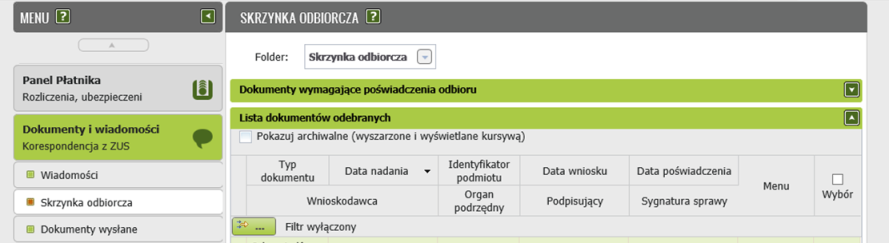 MENU ?
SKRZYNKA ODBIORCZA ?
Folder: Skrzynka odbiorcza
Panel Płatnika
Rozliczenia, ubezpieczeni
Dokumenty i wiadomości
Korespondencja z ZUS
Wiadomości
Skrzynka odbiorcza
Dokumenty wysłane
Dokumenty wymagające poświadczenia odbioru
Lista dokumentów odebranych
Pokazuj archiwalne (wyszarzone i wyświetlane kursywą)
Typ dokumentu
Data nadania
Identyfikator podmiotu
Data wniosku
Data poświadczenia
Menu
Wybór
Wnioskodawca
Organ podrzędny
Podpisujący
Sygnatura sprawy
... Filtr wyłączony